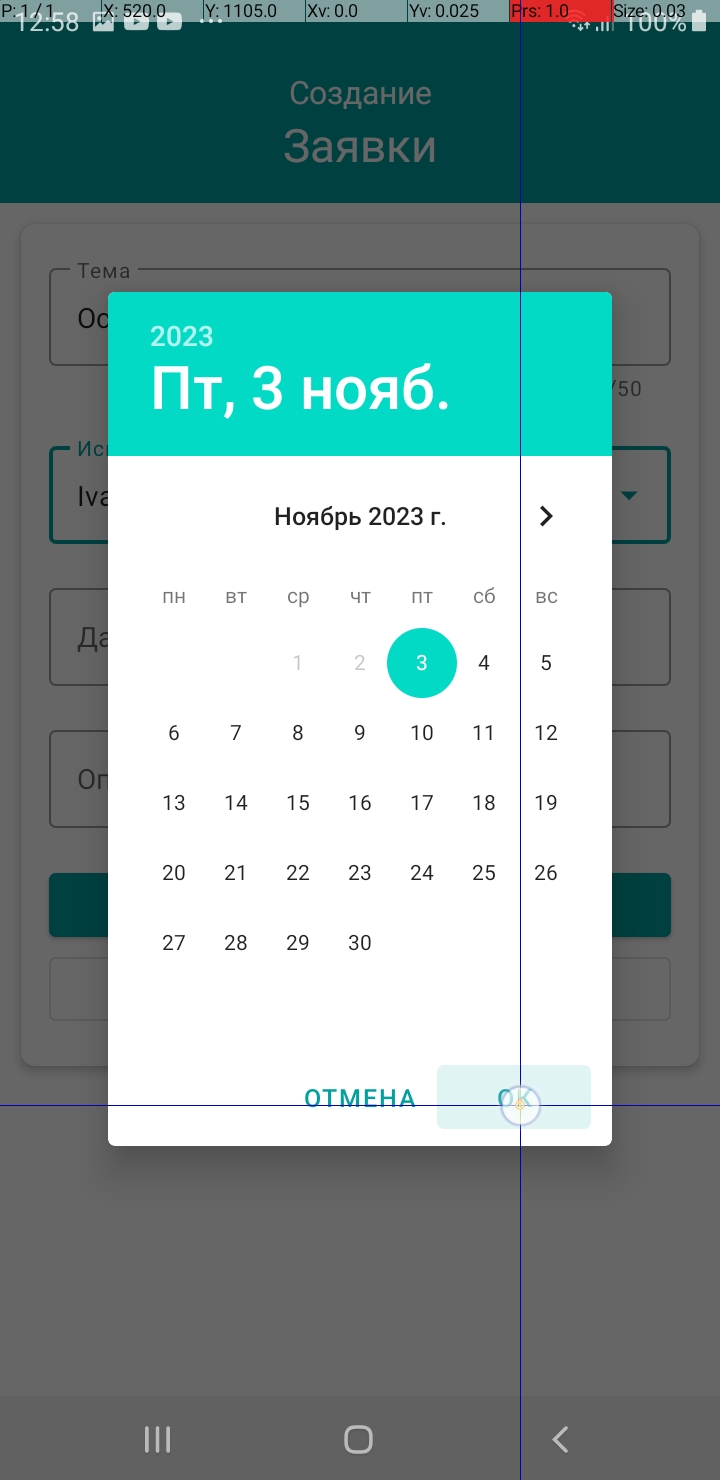 P: 1 / 1 X: 520.0 Y: 1105.0 Xv: 0.0 Yv: 0.025 Prs: 1.0 Size: 0.03
12:58 100%
Создание
Заявки
Тема
Ос
/50
Ис
Iva
Да
Оп
2023
Пт, 3 нояб.
Ноябрь 2023 г.
пн вт ср чт пт сб вс
1 2 3 4 5
6 7 8 9 10 11 12
13 14 15 16 17 18 19
20 21 22 23 24 25 26
27 28 29 30
ОТМЕНА OK